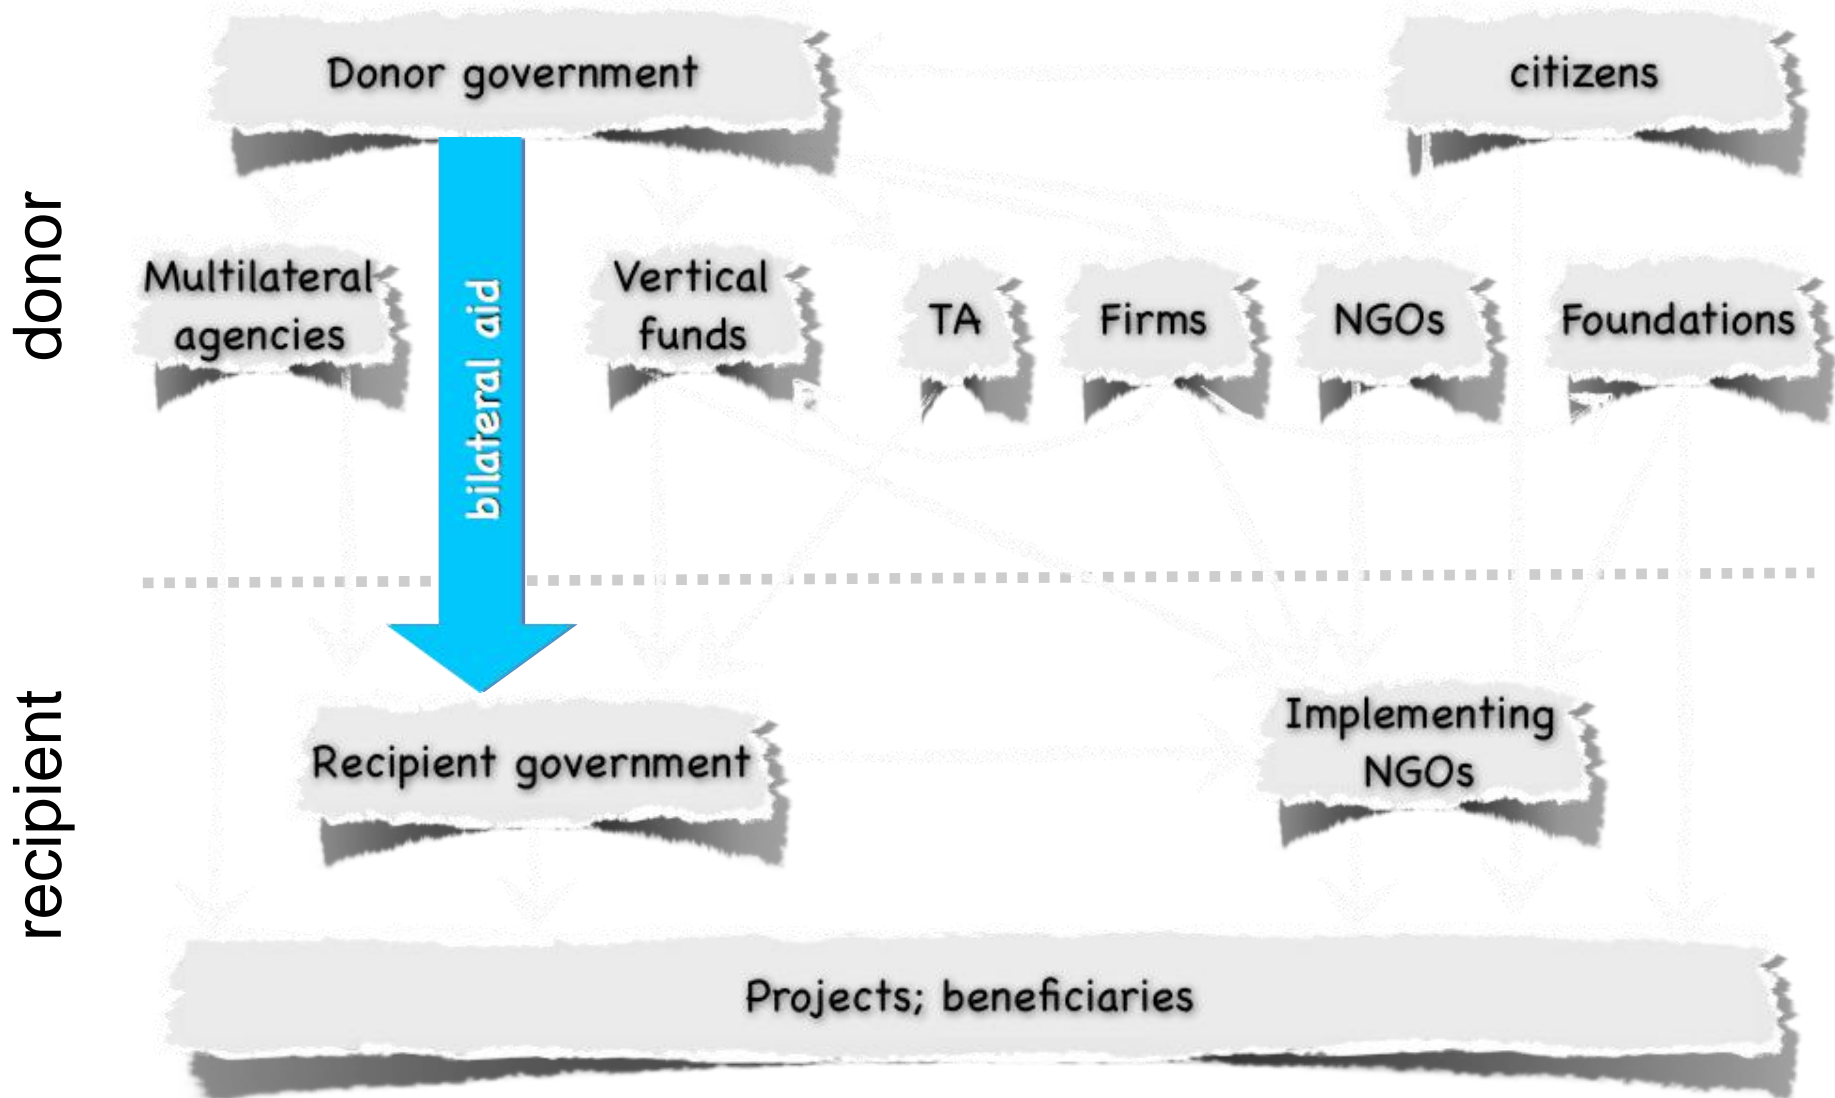 Donor government
citizens
donor
Multilateral
agencies
bilateral aid
Vertical
funds
TA
Firms
NGOs
Foundations
recipient
Recipient government
Implementing
NGOs
Projects; beneficiaries